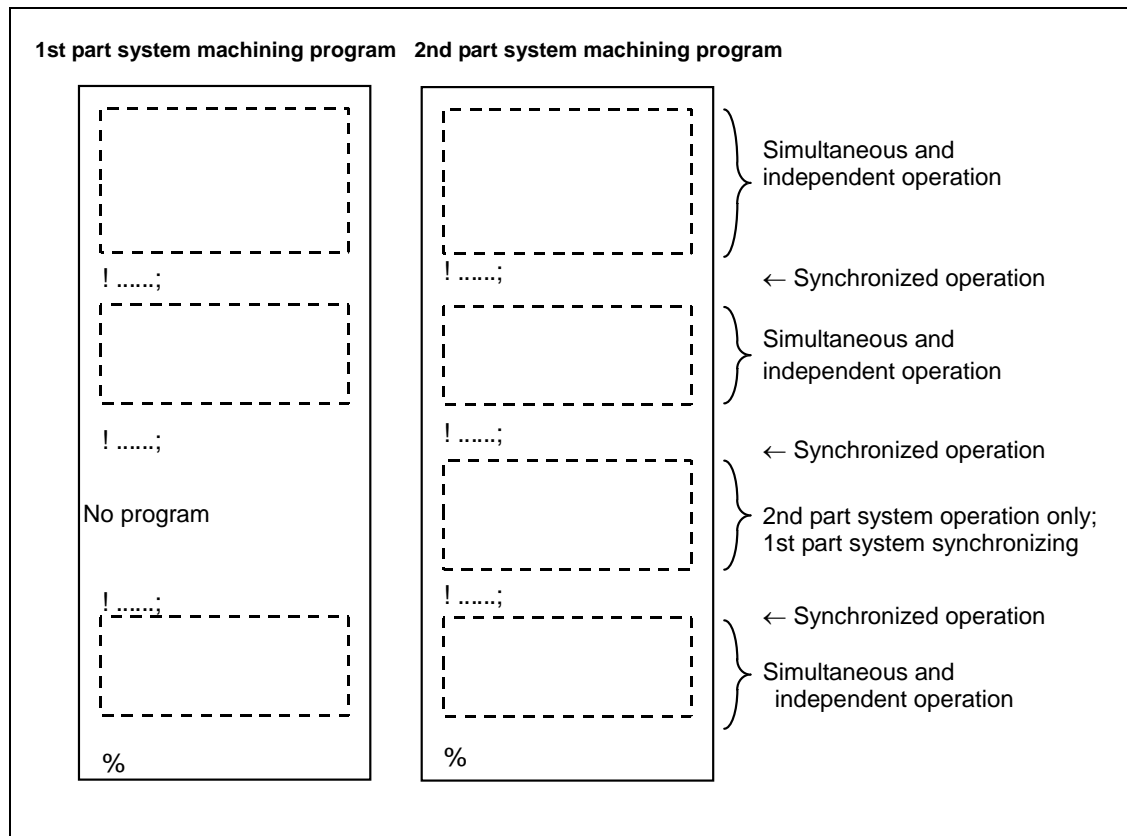 1st part system machining program 2nd part system machining program
Simultaneous and
independent operation
! ......; ! ......; ← Synchronized operation
Simultaneous and
independent operation
! ......; ! ......; ← Synchronized operation
No program
2nd part system operation only;
1st part system synchronizing
! ......; ! ......; ← Synchronized operation
Simultaneous and
independent operation
% %